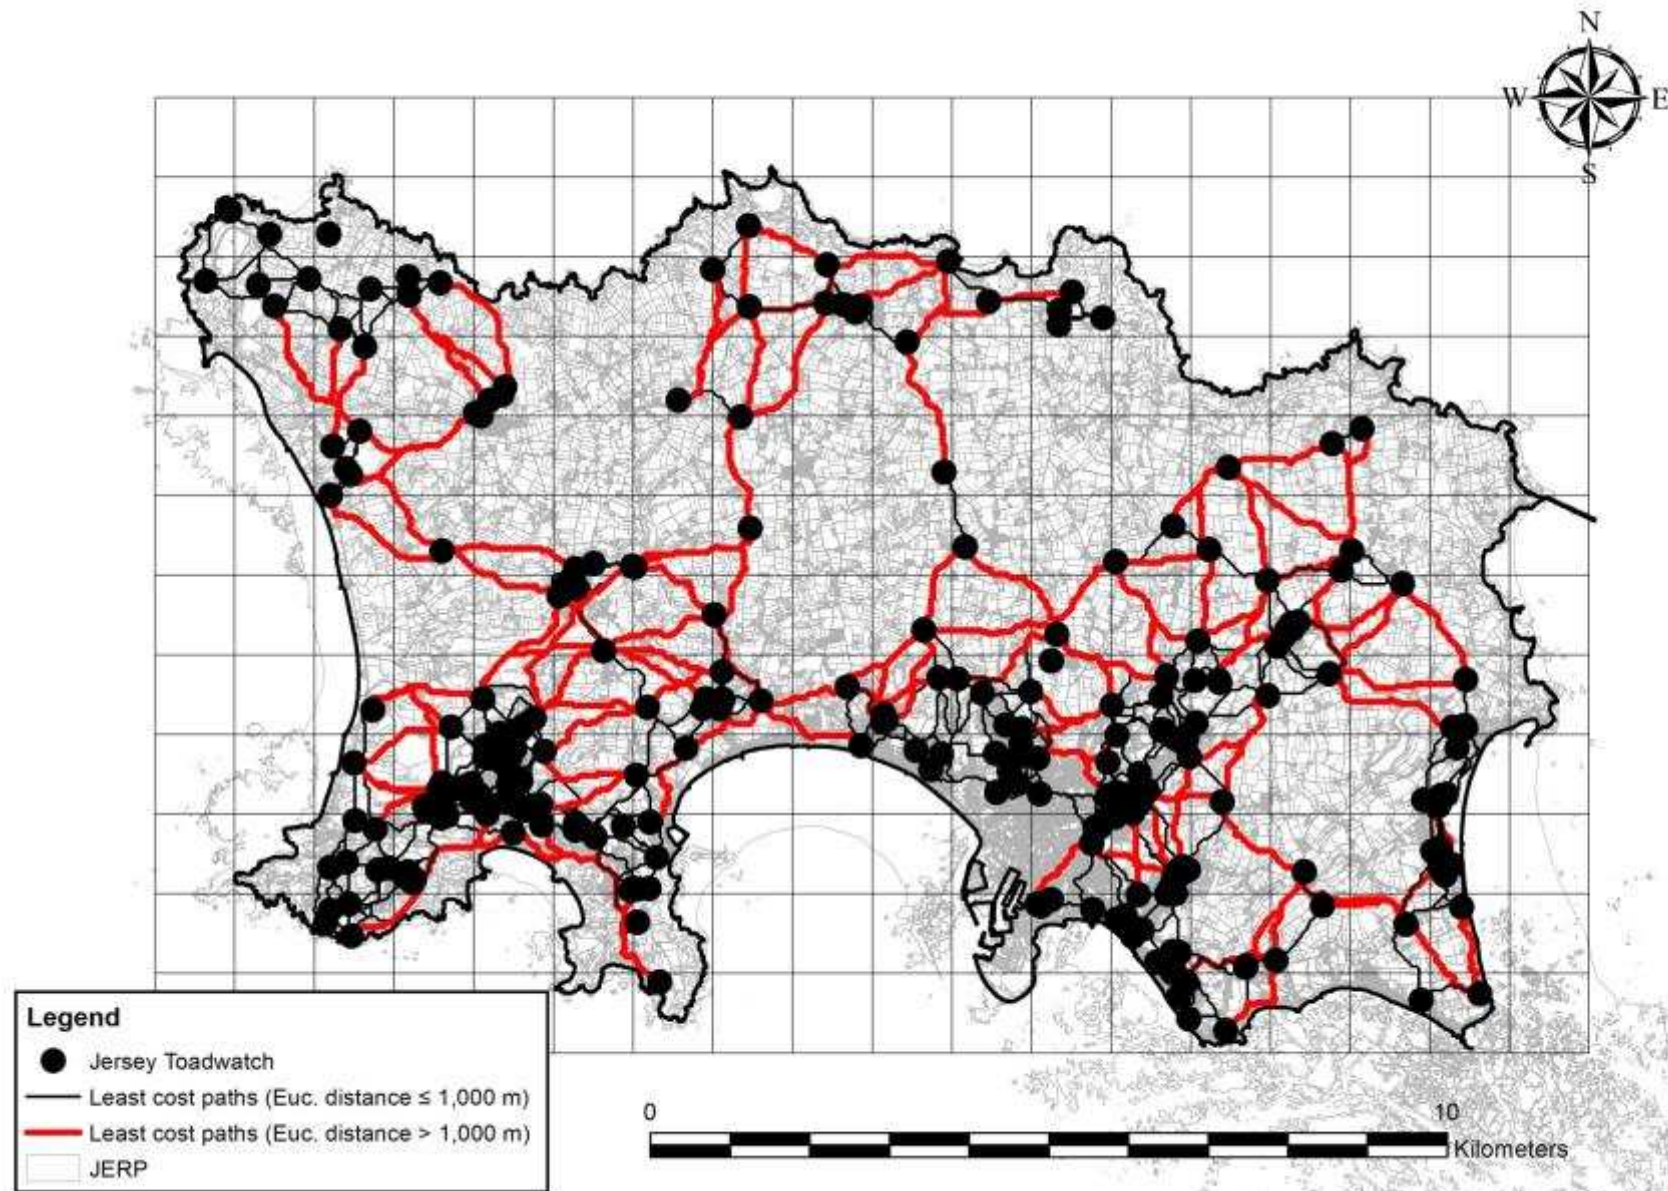 N
W E
S
Legend
Jersey Toadwatch
Least cost paths (Euc. distance ≤ 1,000 m)
Least cost paths (Euc. distance > 1,000 m)
JERP
0 10
Kilometers